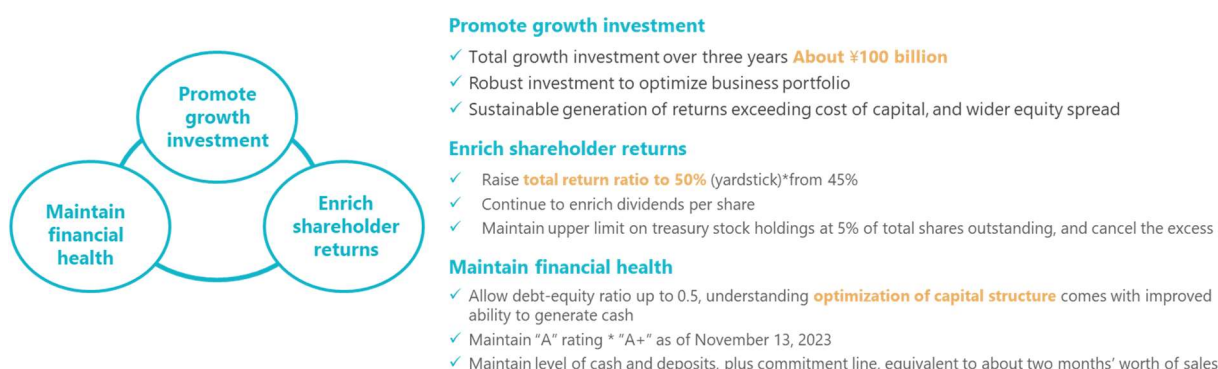 Promote
growth
investment
Maintain
financial
health
Enrich
shareholder
returns
Promote growth investment
✓ Total growth investment over three years About ¥100 billion
✓ Robust investment to optimize business portfolio
✓ Sustainable generation of returns exceeding cost of capital, and wider equity spread
Enrich shareholder returns
✓ Raise total return ratio to 50% (yardstick)*from 45%
✓ Continue to enrich dividends per share
✓ Maintain upper limit on treasury stock holdings at 5% of total shares outstanding, and cancel the excess
Maintain financial health
✓ Allow debt-equity ratio up to 0.5, understanding optimization of capital structure comes with improved
ability to generate cash
✓ Maintain “A” rating * ”A+” as of November 13, 2023
✓ Maintain level of cash and deposits, plus commitment line, equivalent to about two months’ worth of sales